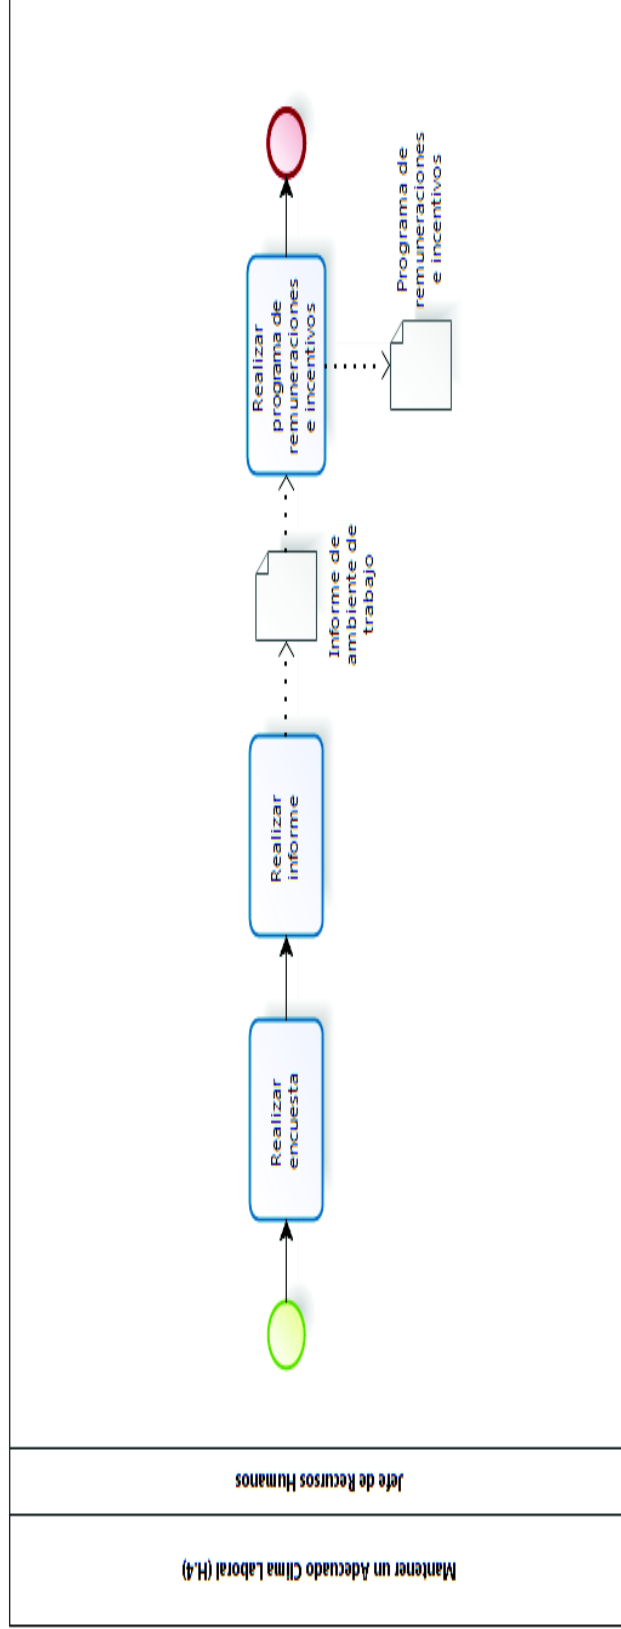 Mantener un Adecuado Clima Laboral (H.4)
Jefe de Recursos Humanos
Realizar
encuesta
Realizar
informe
Informe de
ambiente de
trabajo
Realizar
programa de
remuneraciones
e incentivos
Programa de
remuneraciones
e incentivos